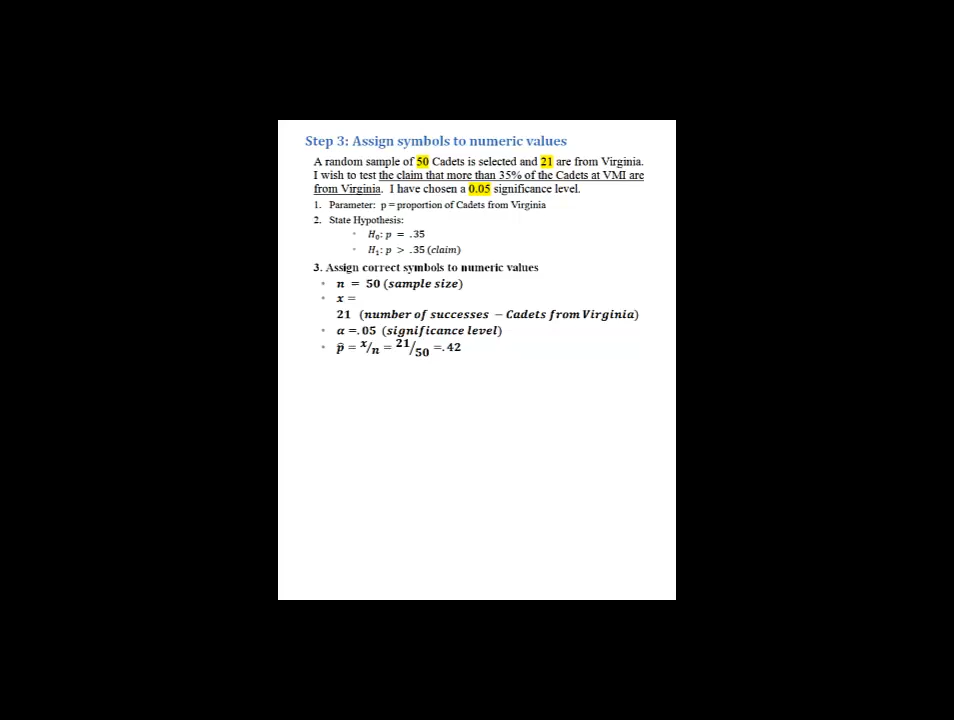 Step 3: Assign symbols to numeric values
A random sample of 50 Cadets is selected and 21 are from Virginia.
I wish to test the claim that more than 35% of the Cadets at VMI are
from Virginia. I have chosen a 0.05 significance level.
1. Parameter: p = proportion of Cadets from Virginia
2. State Hypothesis:
• H₀: p = .35
• H₁: p > .35 (claim)
3. Assign correct symbols to numeric values
• n = 50 (sample size)
• x =
21 (number of successes − Cadets from Virginia)
• α =.05 (significance level)
• p̂ = x/n = 21/50 =.42